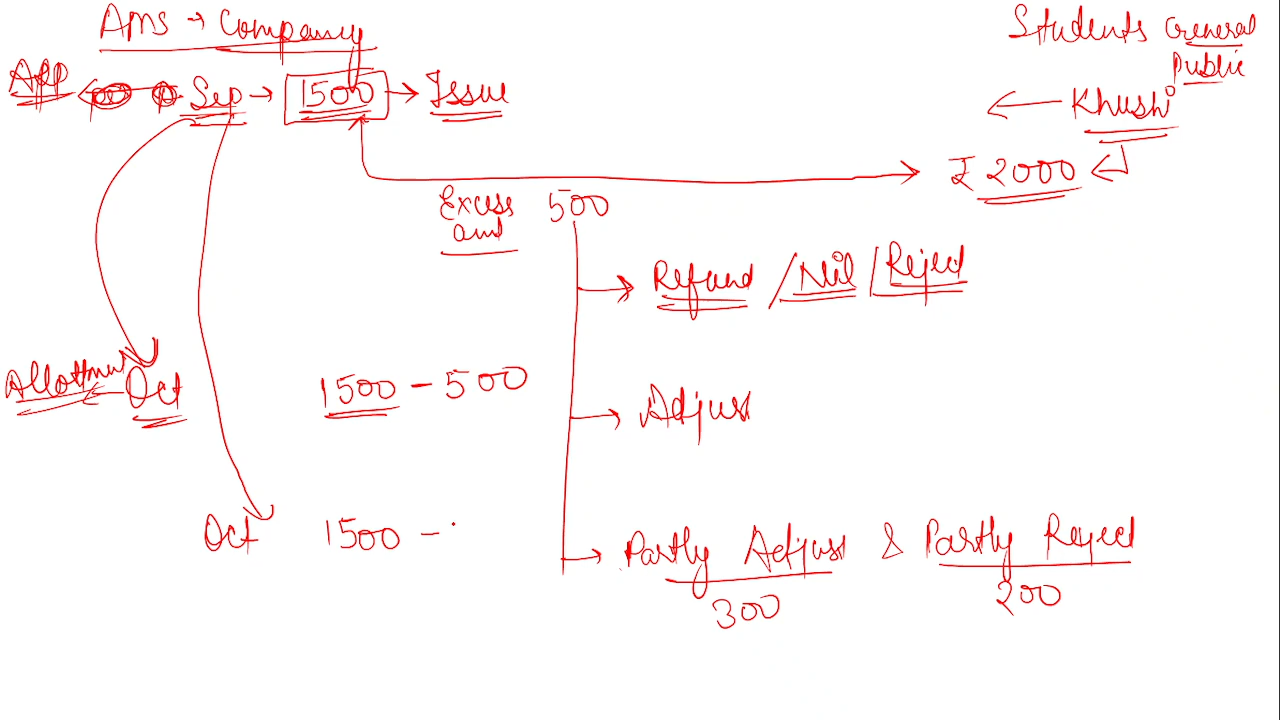 AMS → Company
Students General
Public
App ← Sep → 1500 → Issue
← Khushi
₹ 2000 ←
Excess 500
amt
→ Refund / Nil / Reject
Allotment ← Oct 1500 - 500
→ Adjust
Oct 1500 -
→ Partly Adjust & Partly Reject
300 200